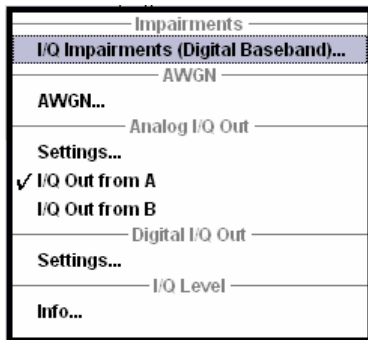 Impairments
I/Q Impairments (Digital Baseband)...
AWGN
AWGN...
Analog I/Q Out
Settings...
✓ I/Q Out from A
I/Q Out from B
Digital I/Q Out
Settings...
I/Q Level
Info...